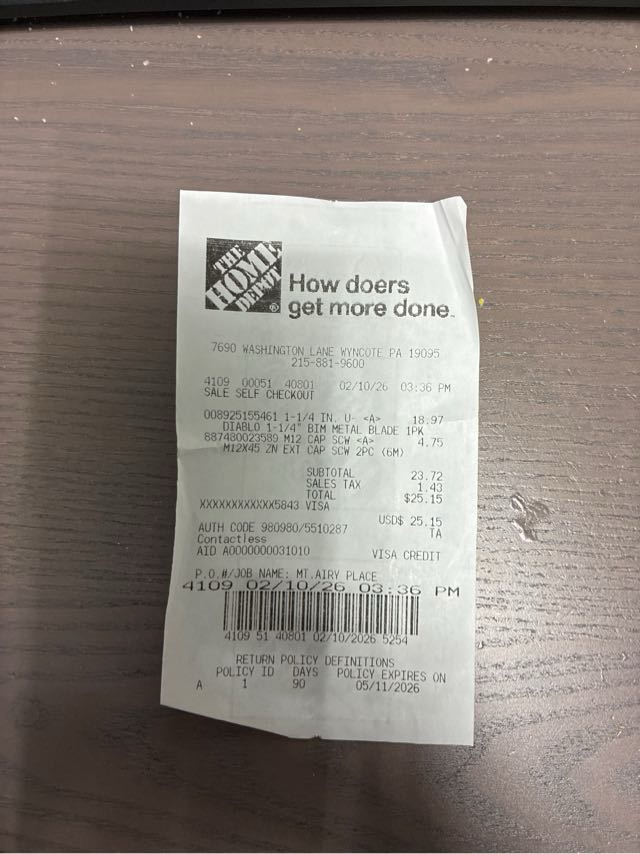 THE
HOME
DEPOT
®
How doers
get more done™
7690 WASHINGTON LANE WYNCOTE PA 19095
215-881-9600
4109 00051 40801 02/10/26 03:36 PM
SALE SELF CHECKOUT
008925155461 1-1/4 IN. U- <A> 18.97
DIABLO 1-1/4" BIM METAL BLADE 1PK
887480023589 M12 CAP SCW <A> 4.75
M12X45 ZN EXT CAP SCW 2PC (6M)
SUBTOTAL 23.72
SALES TAX 1.43
TOTAL $25.15
XXXXXXXXXXXX5843 VISA
USD$ 25.15
AUTH CODE 980980/5510287 TA
Contactless
AID A0000000031010 VISA CREDIT
P.O.#/JOB NAME: MT.AIRY PLACE
4109 02/10/26 03:36 PM
4109 51 40801 02/10/2026 5254
RETURN POLICY DEFINITIONS
POLICY ID DAYS POLICY EXPIRES ON
A 1 90 05/11/2026